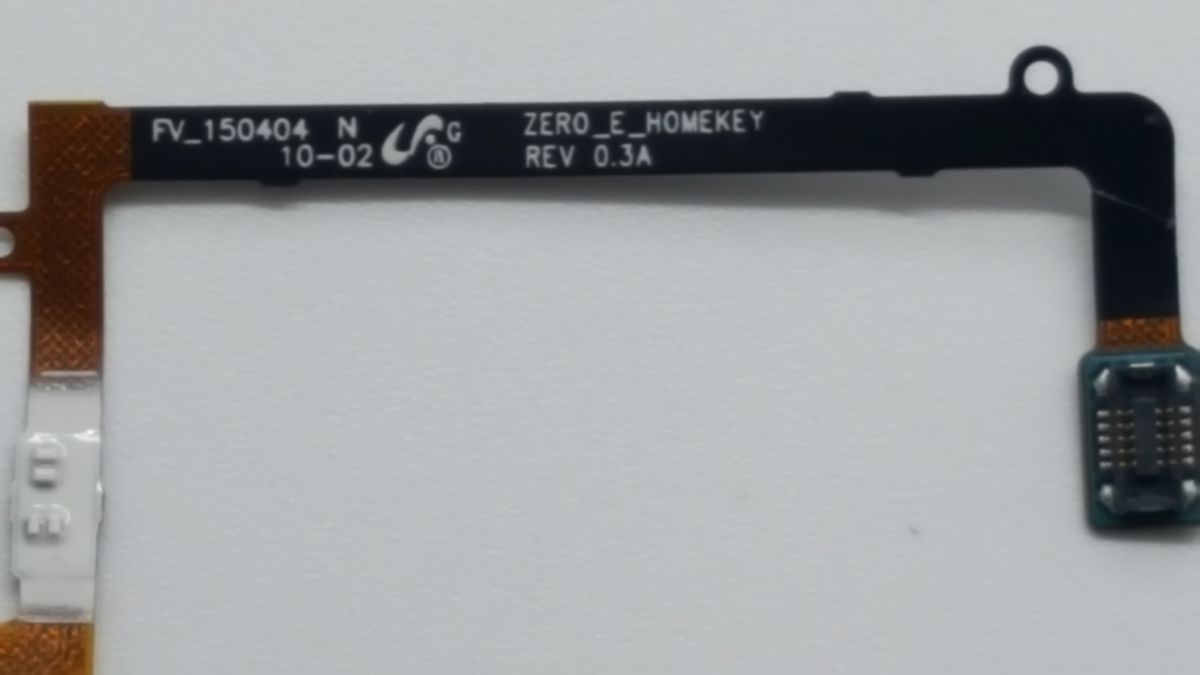 FV_150404 N
10-02
G
A
ZERO_E_HOMEKEY
REV 0.3A